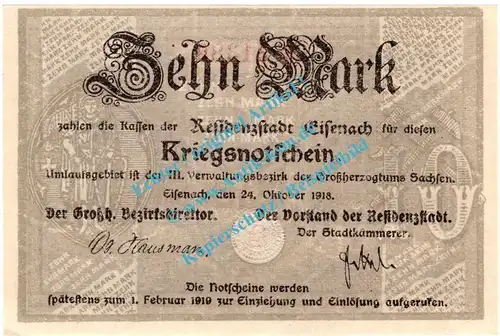 Zehn Mark
zahlen die Kassen der Residenzstadt Eisenach für diesen
Kriegsnotschein.
Umlaufsgebiet ist der III. Verwaltungsbezirk des Großherzogtums Sachsen.
Eisenach, den 24. Oktober 1918.
Der Großh. Bezirksdirektor. Der Vorstand der Residenzstadt.
Der Stadtkämmerer.
Die Notscheine werden
spätestens zum 1. Februar 1919 zur Einziehung und Einlösung aufgerufen.